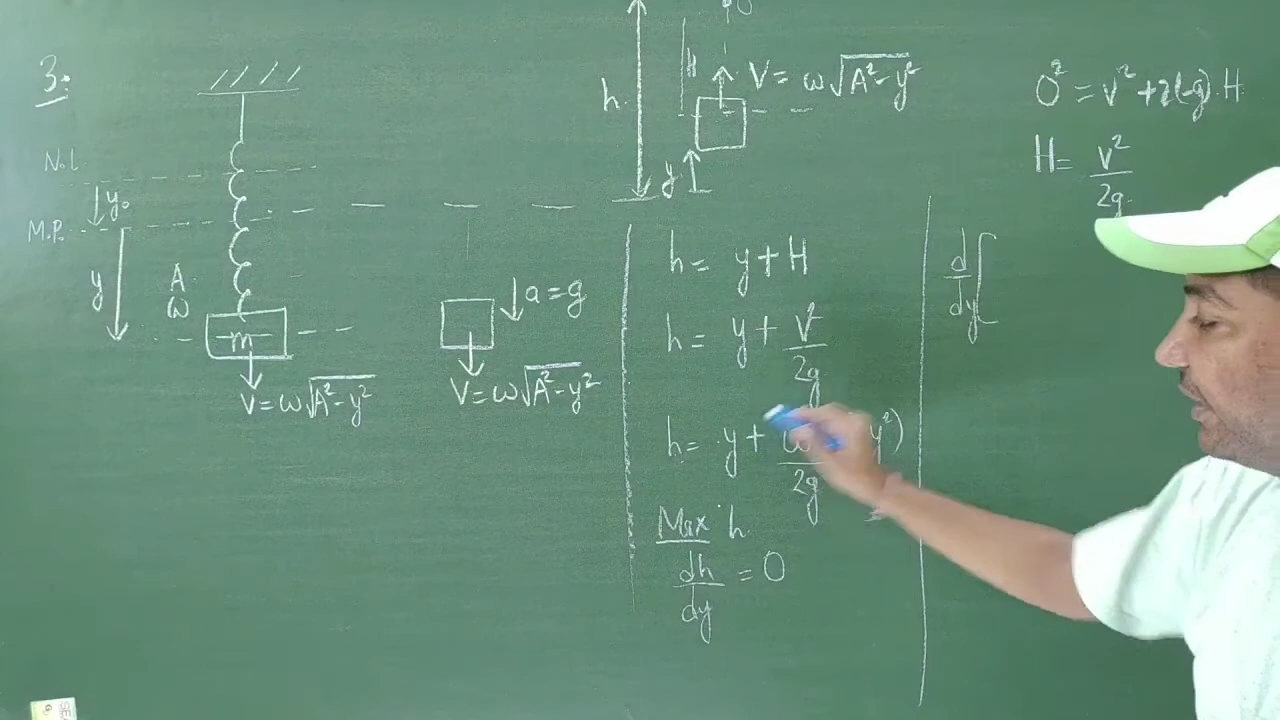 3:
N.L.
y₀
M.P.
y
A
ω
m
V = ω√A²-y²
a = g
V = ω√A²-y²
h
H
V = ω√A²-y²
y
h = y + H
h = y + V²/2g
h = y + ω²/2g y²)
Max h
dh/dy = 0
0² = v² + 2(-g).H
H = v²/2g
d/dy [